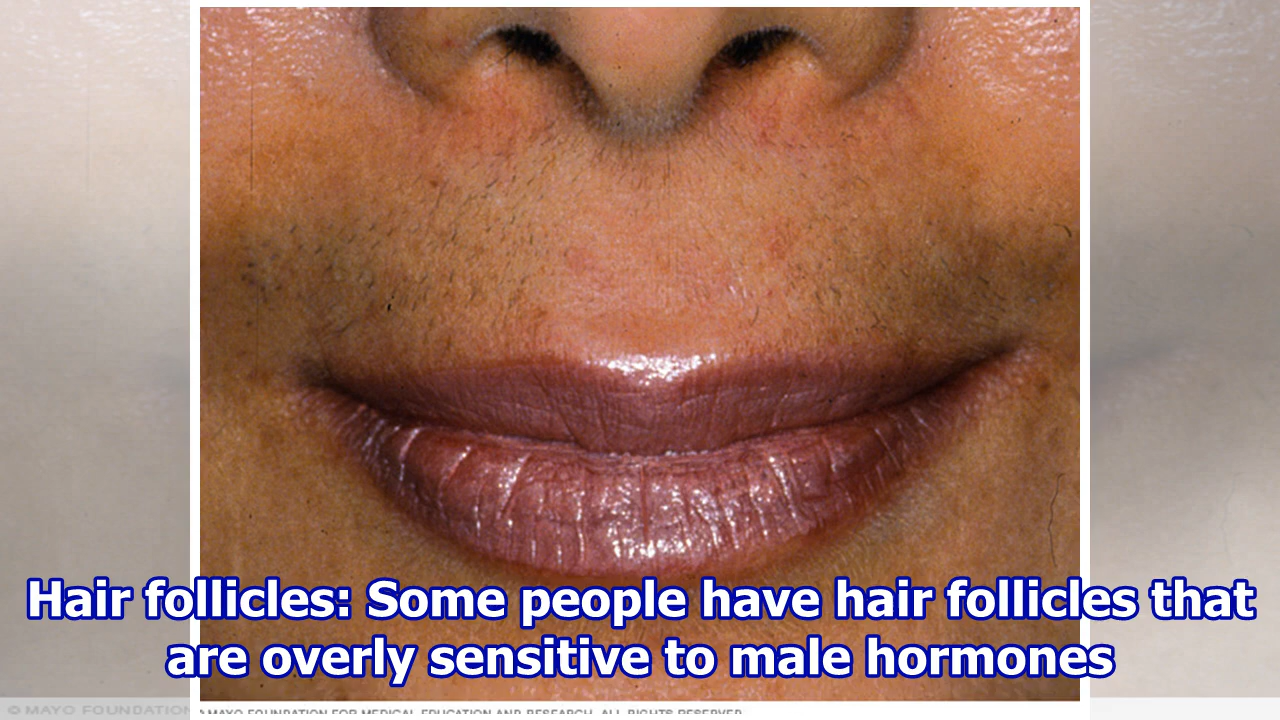 Hair follicles: Some people have hair follicles that
are overly sensitive to male hormones
© MAYO FOUNDATION
MAYO FOUNDATION FOR MEDICAL EDUCATION AND RESEARCH. ALL RIGHTS RESERVED.